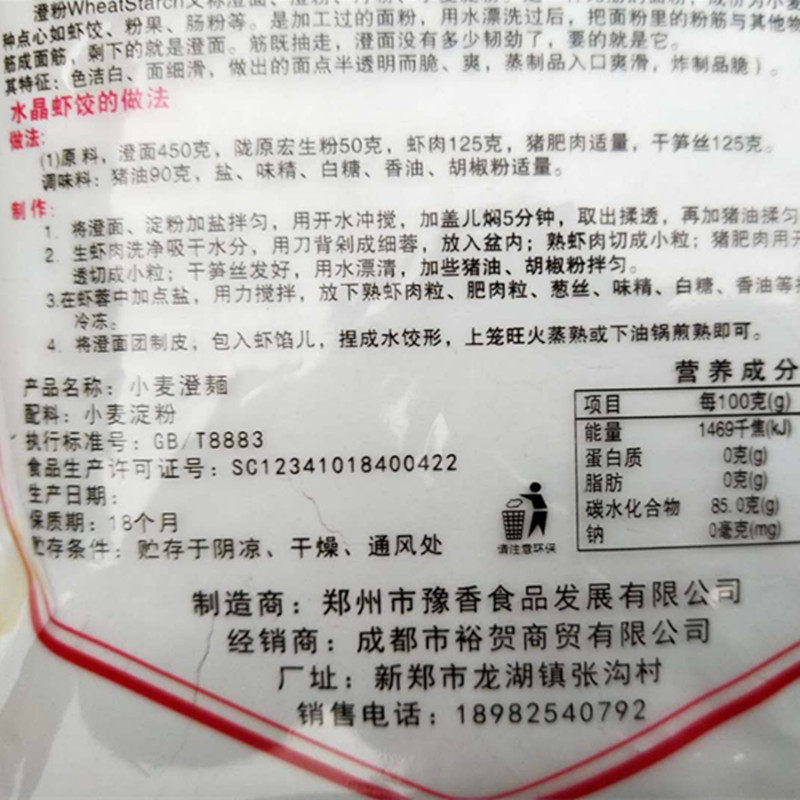 澄粉WheatStarch又称澄面、澄粉、
种点心如虾饺、粉果、肠粉等。是加工过的面粉，用水漂洗过后，把面粉里的粉筋与其他物
筋成面筋，剩下的就是澄面。筋既抽走，澄面没有多少韧劲了，要的就是它。
其特征：色洁白、面细滑，做出的面点半透明而脆、爽，蒸制品入口爽滑，炸制品脆）。
水晶虾饺的做法
做法：
(1)原料，澄面450克，陇原宏生粉50克，虾肉125克，猪肥肉适量，干笋丝125克。
调味料：猪油90克，盐、味精、白糖、香油、胡椒粉适量。
制作：
1. 将澄面、淀粉加盐拌匀，用开水冲搅，加盖儿焖5分钟，取出揉透，再加猪油揉匀
2. 生虾肉洗净吸干水分，用刀背剁成细蓉，放入盆内；熟虾肉切成小粒；猪肥肉用开
透切成小粒；干笋丝发好，用水漂清，加些猪油、胡椒粉拌匀。
3.在虾蓉中加点盐，用力搅拌，放下熟虾肉粒、肥肉粒、葱丝、味精、白糖、香油等
冷冻。
4. 将澄面团制皮，包入虾馅儿，捏成水饺形，上笼旺火蒸熟或下油锅煎熟即可。
营养成分
项目 每100克(g)
能量 1469千焦(kJ)
蛋白质 0克(g)
脂肪 0克(g)
碳水化合物 85.0克(g)
钠 0毫克(mg)
产品名称：小麦澄麵
配料：小麦淀粉
执行标准号：GB/T8883
食品生产许可证号：SC12341018400422
生产日期：
保质期：18个月
贮存条件：贮存于阴凉、干燥、通风处
请注意环保
制造商：郑州市豫香食品发展有限公司
经销商：成都市裕贺商贸有限公司
厂址：新郑市龙湖镇张沟村
销售电话：18982540792